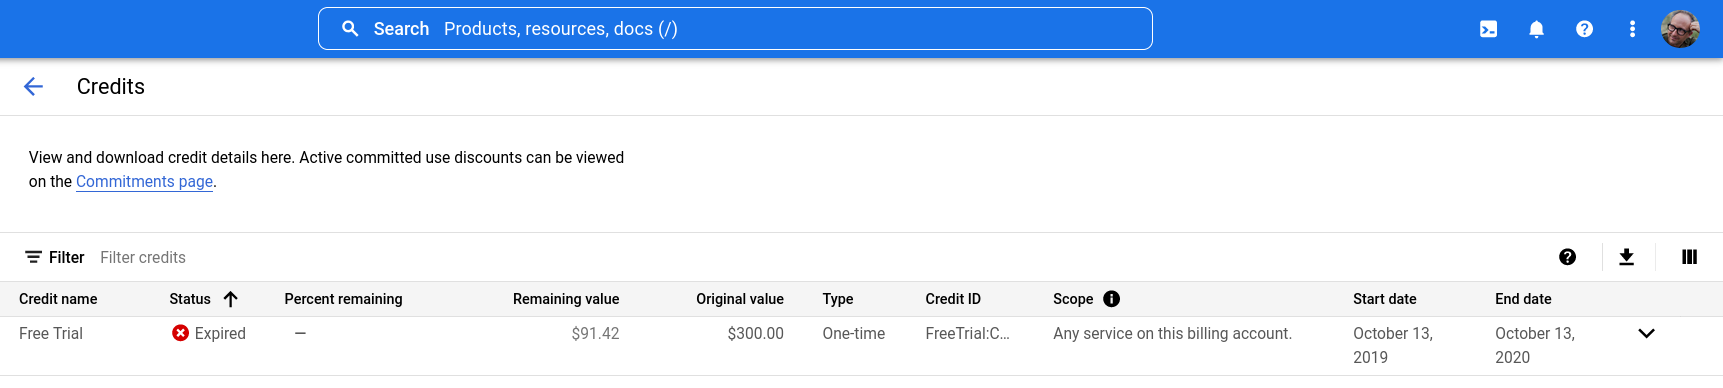 Search Products, resources, docs (/)
Credits
View and download credit details here. Active committed use discounts can be viewed
on the Commitments page.
Filter Filter credits
Credit name Status Percent remaining Remaining value Original value Type Credit ID Scope Start date End date
Free Trial Expired — $91.42 $300.00 One-time FreeTrial:C... Any service on this billing account. October 13, 2019 October 13, 2020